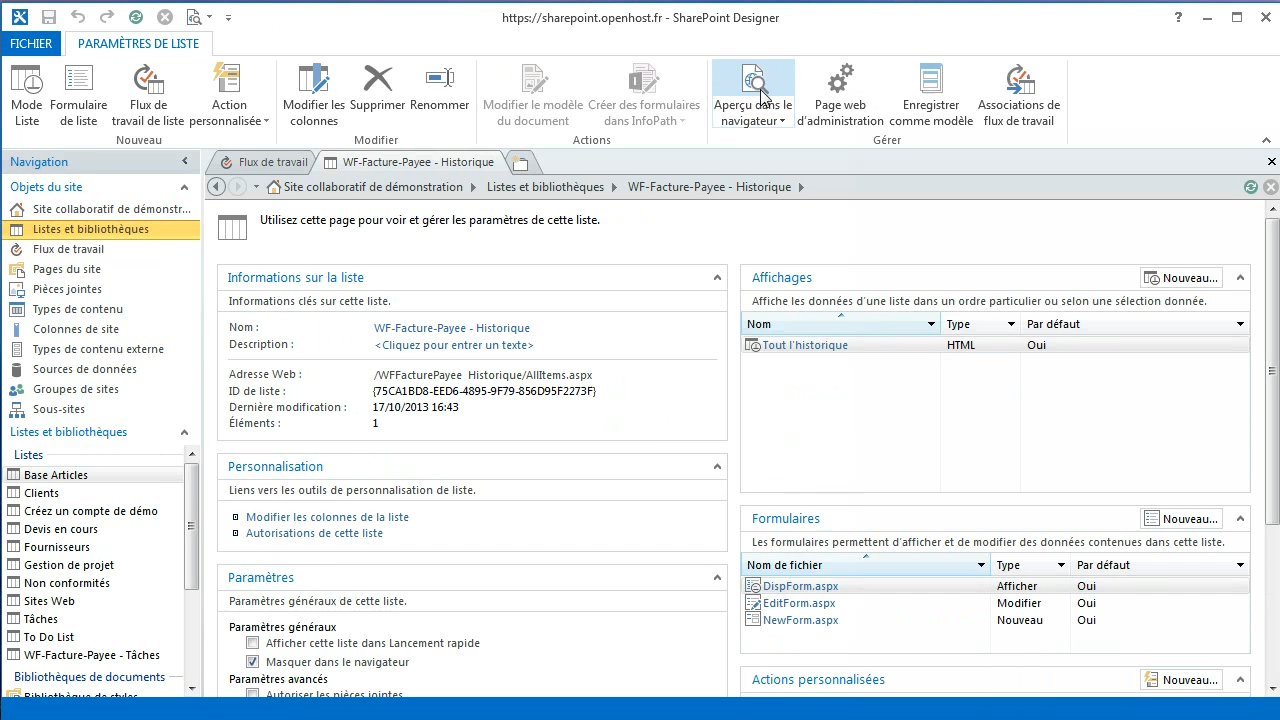 https://sharepoint.openhost.fr - SharePoint Designer
?
FICHIER
PARAMÈTRES DE LISTE
Mode Liste
Formulaire de liste
Flux de travail de liste
Action personnalisée
Nouveau
Modifier les colonnes
Supprimer
Renommer
Modifier
Modifier le modèle du document
Créer des formulaires dans InfoPath
Actions
Aperçu dans le navigateur
Page web d'administration
Enregistrer comme modèle
Associations de flux de travail
Gérer
Navigation
Objets du site
Site collaboratif de démonstr...
Listes et bibliothèques
Flux de travail
Pages du site
Pièces jointes
Types de contenu
Colonnes de site
Types de contenu externe
Sources de données
Groupes de sites
Sous-sites
Listes et bibliothèques
Listes
Base Articles
Clients
Créez un compte de démo
Devis en cours
Fournisseurs
Gestion de projet
Non conformités
Sites Web
Tâches
To Do List
WF-Facture-Payee - Tâches
Bibliothèques de documents
Bibliothèque de styles
Flux de travail
WF-Facture-Payee - Historique
Site collaboratif de démonstration
Listes et bibliothèques
WF-Facture-Payee - Historique
Utilisez cette page pour voir et gérer les paramètres de cette liste.
Informations sur la liste
Informations clés sur cette liste.
Nom : WF-Facture-Payee - Historique
Description : <Cliquez pour entrer un texte>
Adresse Web : /WFFacturePayee Historique/AllItems.aspx
ID de liste : {75CA1BD8-EED6-4895-9F79-856D95F2273F}
Dernière modification : 17/10/2013 16:43
Éléments : 1
Personnalisation
Liens vers les outils de personnalisation de liste.
Modifier les colonnes de la liste
Autorisations de cette liste
Paramètres
Paramètres généraux de cette liste.
Paramètres généraux
Afficher cette liste dans Lancement rapide
Masquer dans le navigateur
Paramètres avancés
Autoriser les pièces jointes
Affichages
Nouveau...
Affiche les données d'une liste dans un ordre particulier ou selon une sélection donnée.
Nom Type Par défaut
Tout l'historique HTML Oui
Formulaires
Nouveau...
Les formulaires permettent d'afficher et de modifier des données contenues dans cette liste.
Nom de fichier Type Par défaut
DispForm.aspx Afficher Oui
EditForm.aspx Modifier Oui
NewForm.aspx Nouveau Oui
Actions personnalisées
Nouveau...